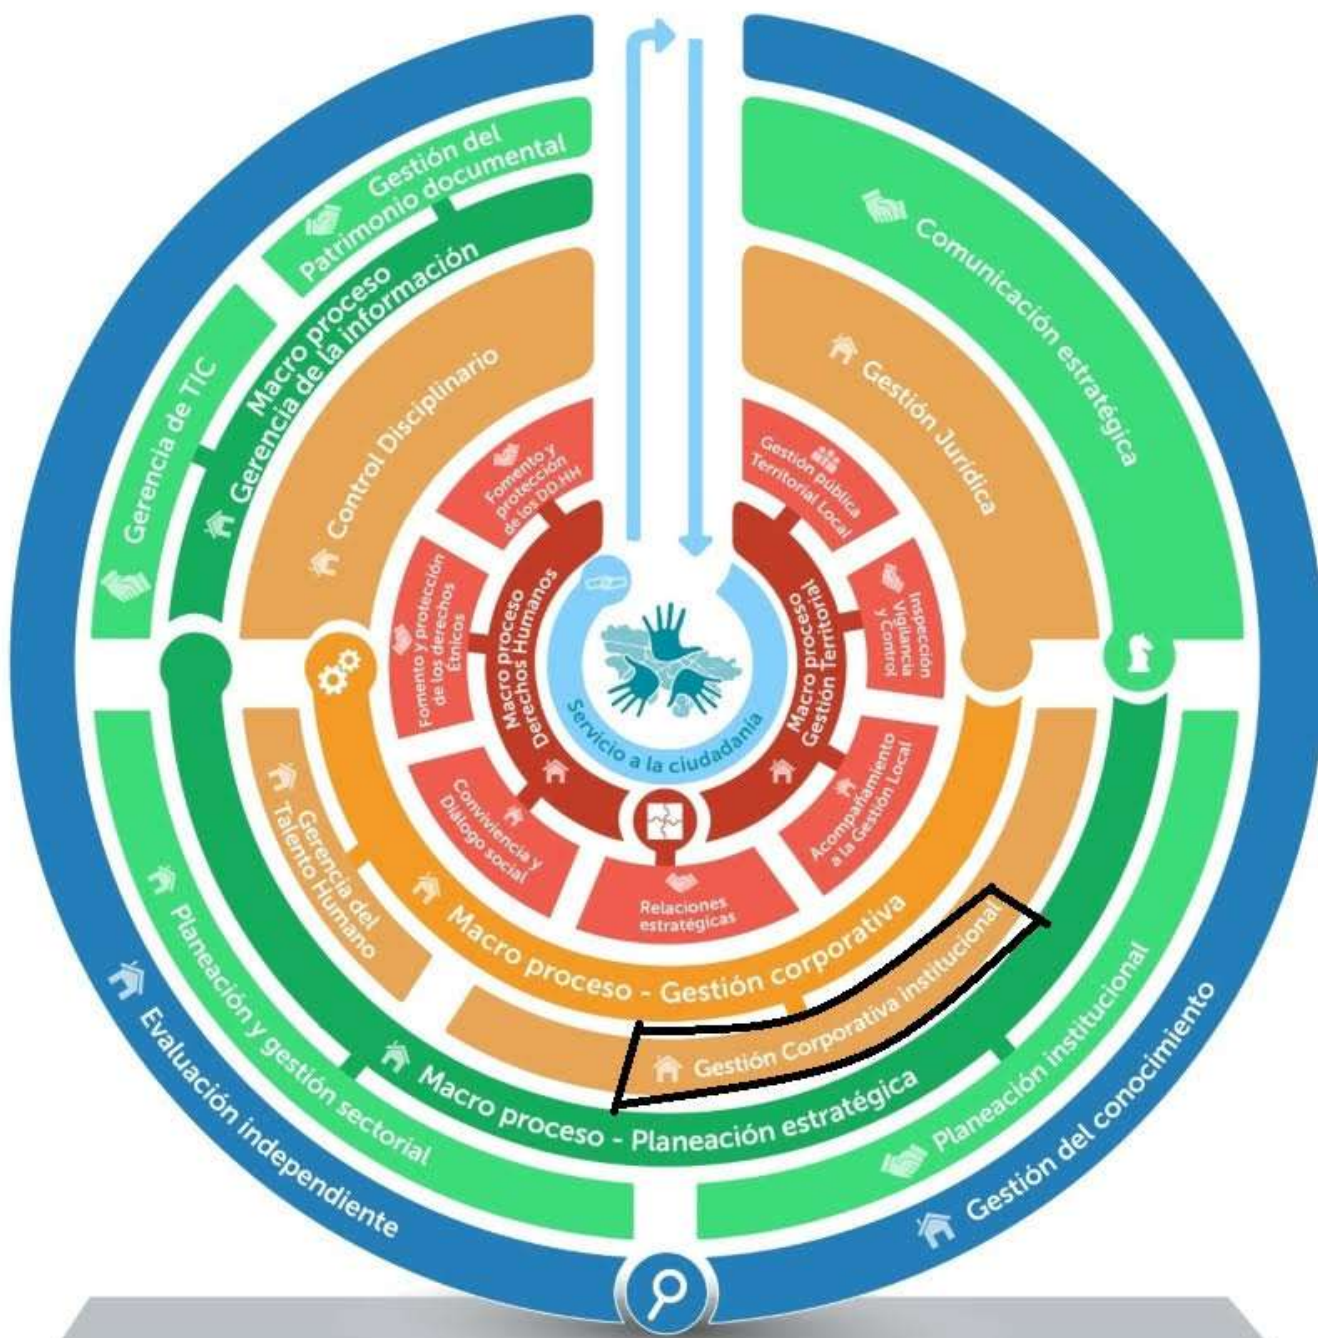 Gestión del
Patrimonio documental
Macro proceso
Gerencia de la información
Gerencia de TIC
Control Disciplinario
Comunicación estratégica
Gestión Jurídica
Fomento y
protección
de los DD.HH
Fomento y protección
de los derechos
Étnicos
Conviviencia y
Diálogo social
Relaciones
estratégicas
Acompañamiento
a la Gestión Local
Inspección
Vigilancia
y Control
Gestión pública
Territorial Local
Macro proceso
Derechos Humanos
Macro proceso
Gestión Territorial
Servicio a la ciudadanía
Gerencia del
Talento Humano
Macro proceso - Gestión corporativa
Gestión Corporativa institucional
Macro proceso - Planeación estratégica
Planeación y gestión sectorial
Planeación institucional
Evaluación independiente
Gestión del conocimiento